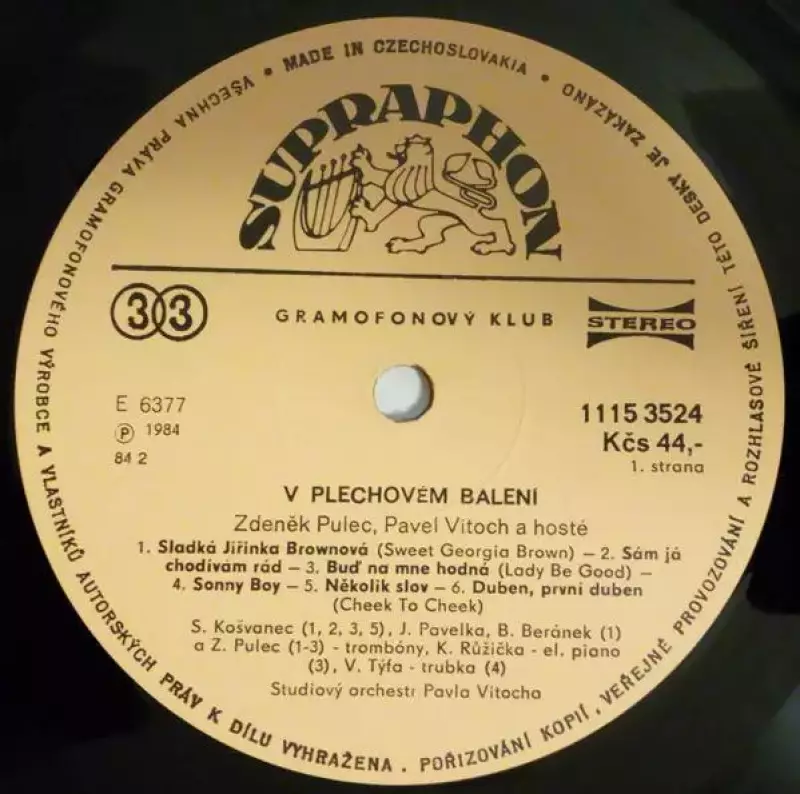 MADE IN CZECHOSLOVAKIA
SUPRAPHON
33
GRAMOFONOVÝ KLUB
STEREO
E 6377
Ⓟ 1984
84 2
1115 3524
Kčs 44,-
1. strana
V PLECHOVÉM BALENÍ
Zdeněk Pulec, Pavel Vitoch a hosté
1. Sladká Jiřinka Brownová (Sweet Georgia Brown) – 2. Sám já
chodívám rád – 3. Buď na mne hodná (Lady Be Good) –
4. Sonny Boy – 5. Několik slov – 6. Duben, první duben
(Cheek To Cheek)
S. Košvanec (1, 2, 3, 5), J. Pavelka, B. Beránek (1)
a Z. Pulec (1-3) - trombóny, K. Růžička - el. piano
(3), V. Týfa - trubka (4)
Studiový orchestr Pavla Vitocha
VŠECHNA PRÁVA GRAMOFONOVÉHO VÝROBCE A VLASTNÍKŮ AUTORSKÝCH PRÁV K DÍLU VYHRAŽENA . POŘIZOVÁNÍ KOPIÍ , VEŘEJNÉ PROVOZOVÁNÍ A ROZHLASOVÉ ŠÍŘENÍ TÉTO DESKY JE ZAKÁZÁNO